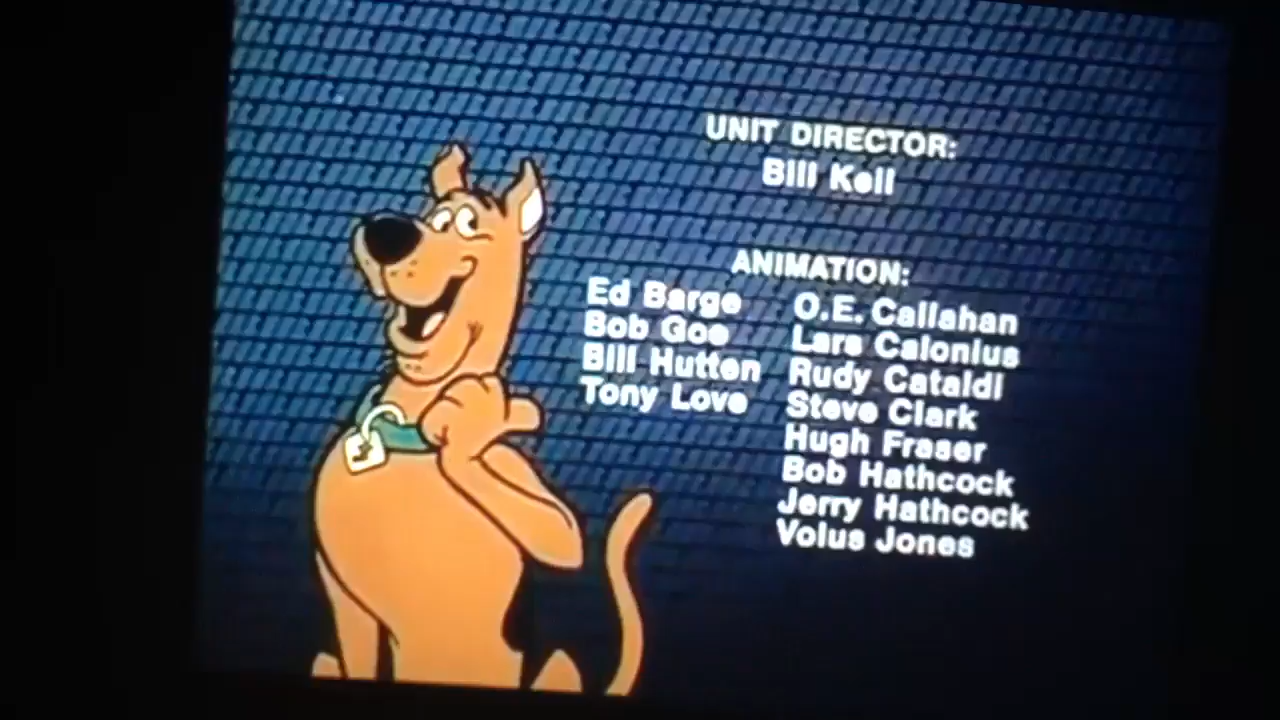 UNIT DIRECTOR:
Bill Keil
ANIMATION:
Ed Barge
Bob Goe
Bill Hutten
Tony Love
O.E. Callahan
Lars Calonius
Rudy Cataldi
Steve Clark
Hugh Fraser
Bob Hathcock
Jerry Hathcock
Volus Jones